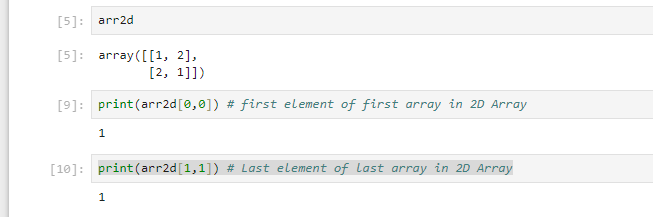 [5]: arr2d
[5]: array([[1, 2],
[2, 1]])
[9]: print(arr2d[0,0]) # first element of first array in 2D Array
1
[10]: print(arr2d[1,1]) # Last element of last array in 2D Array
1